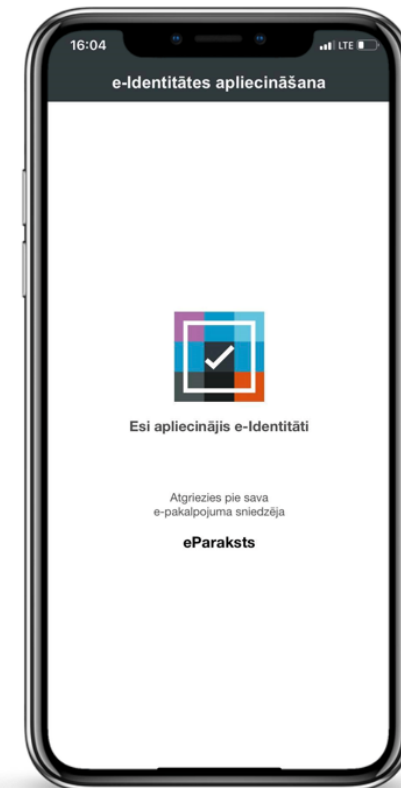 16:04
LTE
e-Identitātes apliecināšana
Esi apliecinājis e-Identitāti
Atgriezies pie sava
e-pakalpojuma sniedzēja
eParaksts